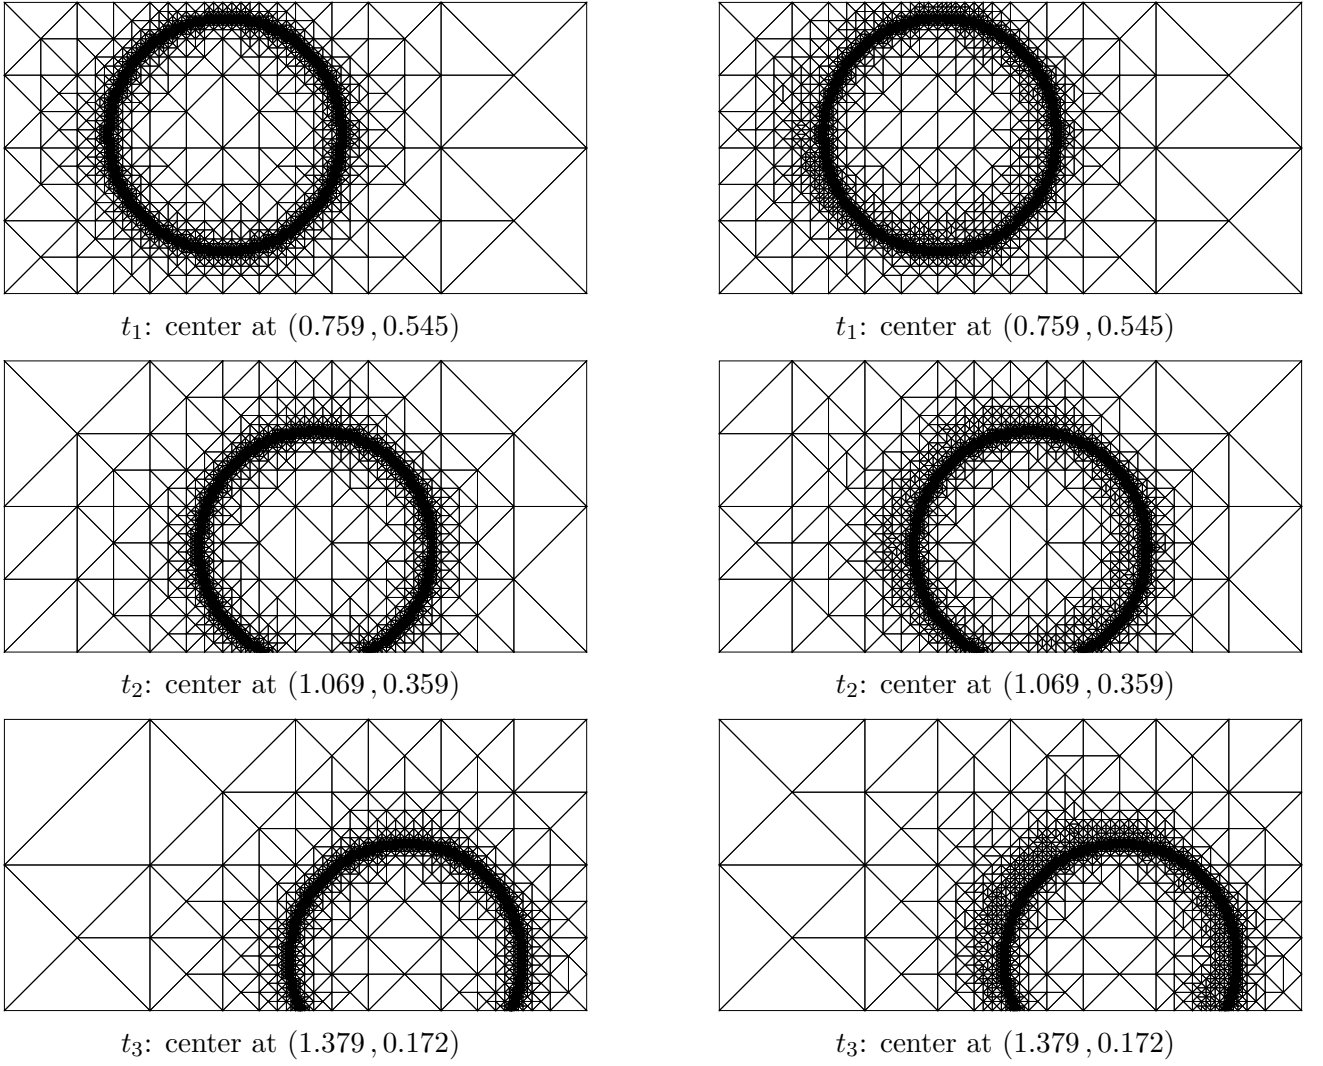 t₁: center at (0.759 , 0.545)
t₁: center at (0.759 , 0.545)
t₂: center at (1.069 , 0.359)
t₂: center at (1.069 , 0.359)
t₃: center at (1.379 , 0.172)
t₃: center at (1.379 , 0.172)